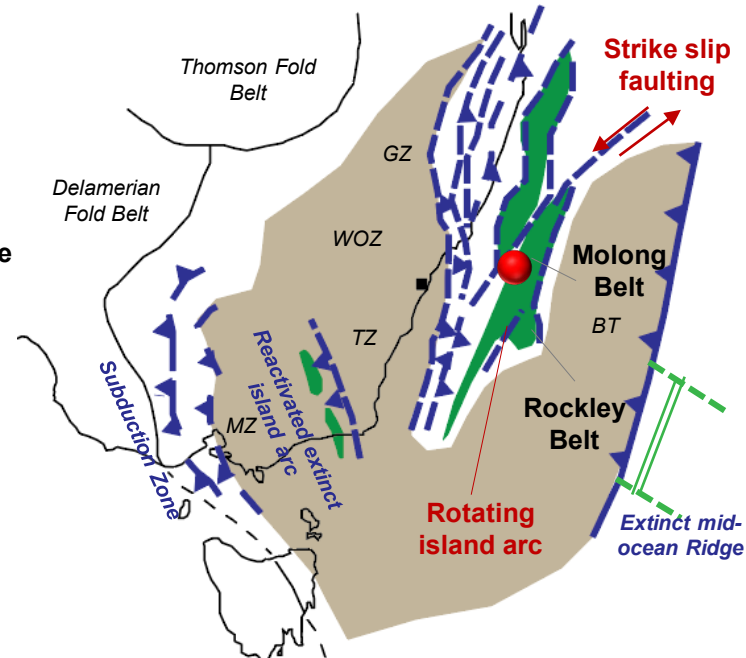 Thomson Fold
Belt
Strike slip
faulting
GZ
Delamerian
Fold Belt
WOZ
e
Molong
Belt
BT
TZ
Reactivated extinct
island arc
Subduction Zone
MZ
Rockley
Belt
Rotating
island arc
Extinct mid-
ocean Ridge